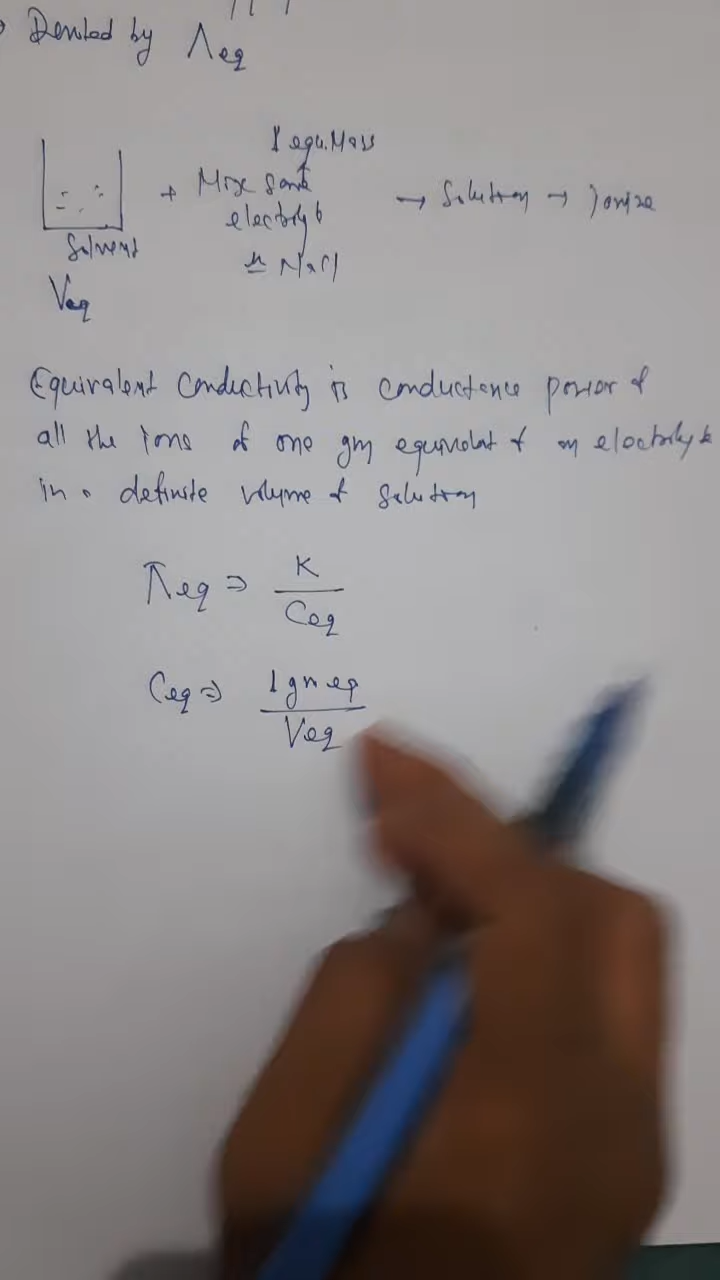 Denoted by Λeq
1 equ. Mass
+ Mix some → Solution → Ionize
electrolyte
NaCl
Solvent
Veq
Equivalent Conductivity is conductance power of
all the ions of one gm equivalent of an electrolyte
in a definite volume of solution
Λeq ⇒ K / Ceq
Ceq ⇒ 1 gm eq / Veq